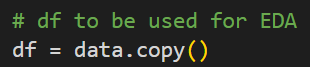 # df to be used for EDA
df = data.copy()